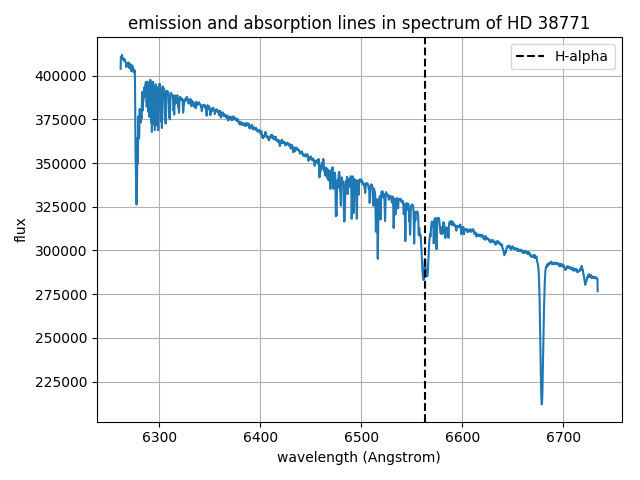 emission and absorption lines in spectrum of HD 38771
H-alpha
400000
375000
350000
325000
300000
275000
250000
225000
flux
6300 6400 6500 6600 6700
wavelength (Angstrom)